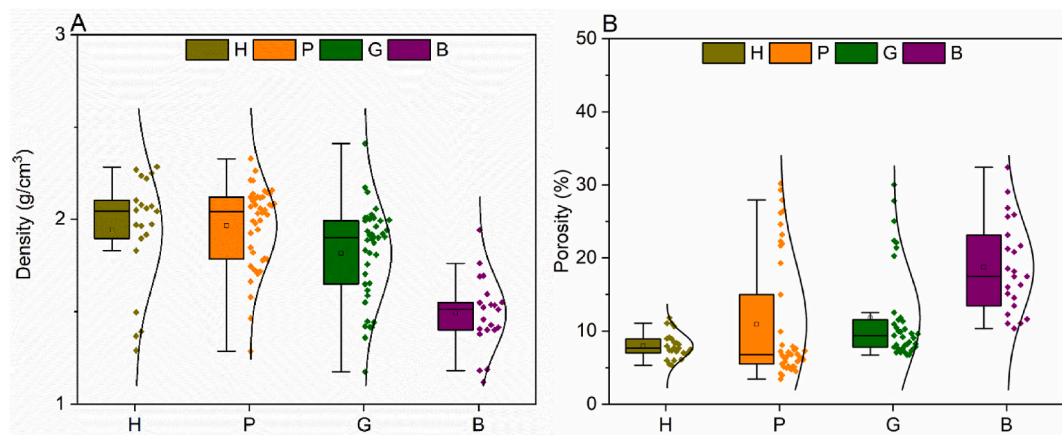 A
3
H P G B
2
1
Density (g/cm³)
H P G B
B
50
H P G B
40
30
20
10
0
Porosity (%)
H P G B